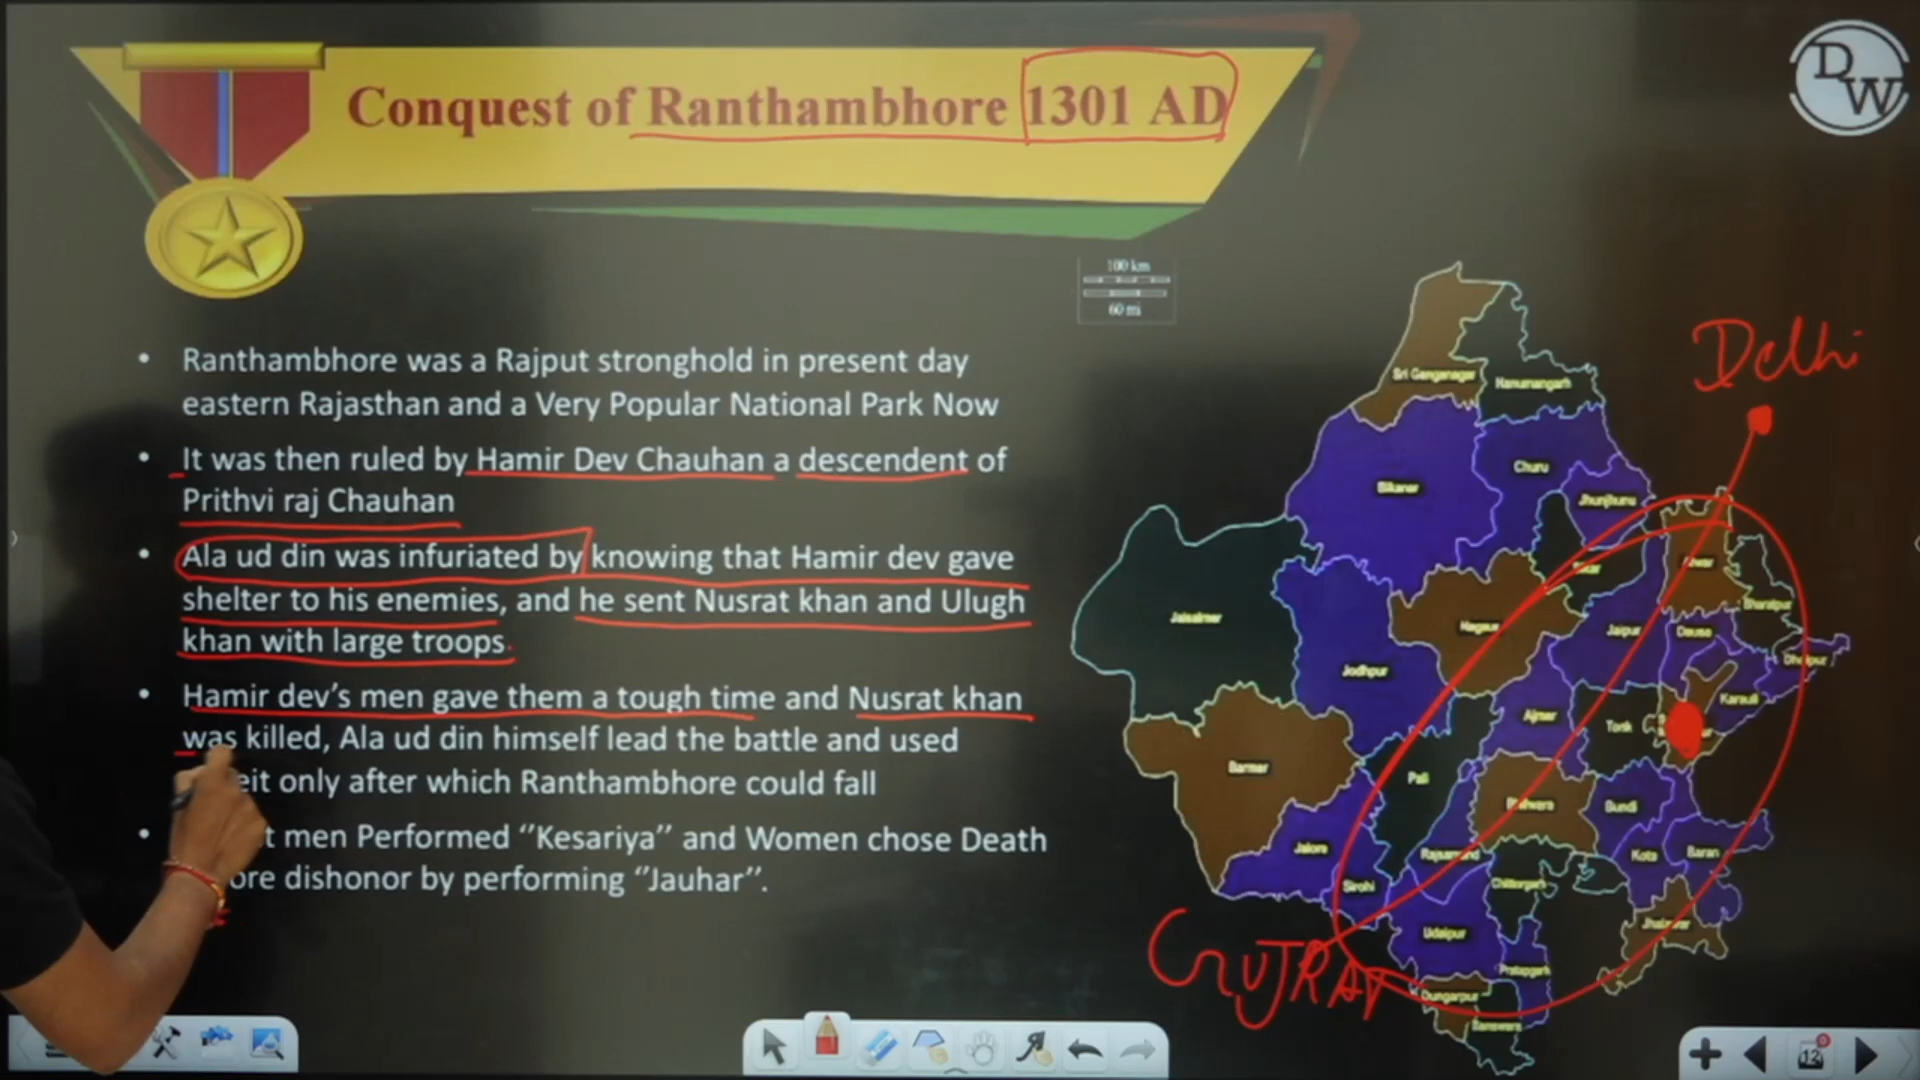 Conquest of Ranthambhore 1301 AD
D
W
100 km
60 mi
• Ranthambhore was a Rajput stronghold in present day
eastern Rajasthan and a Very Popular National Park Now
• It was then ruled by Hamir Dev Chauhan a descendent of
Prithvi raj Chauhan
• Ala ud din was infuriated by knowing that Hamir dev gave
shelter to his enemies, and he sent Nusrat khan and Ulugh
khan with large troops.
• Hamir dev's men gave them a tough time and Nusrat khan
was killed, Ala ud din himself lead the battle and used
only after which Ranthambhore could fall
• men Performed ‘’Kesariya’’ and Women chose Death
dishonor by performing ‘’Jauhar’’.
Delhi
Sri Ganganagar
Hanumangarh
Bikaner
Churu
Jhunjhunu
Alwar
Bharatpur
Jaisalmer
Nagaur
Jaipur
Dausa
Dholpur
Jodhpur
Karauli
Ajmer
Tonk
Barmer
Pali
Bhilwara
Bundi
Jalore
Rajsamand
Kota
Baran
Sirohi
Chittorgarh
Udaipur
Jhalawar
Pratapgarh
Dungarpur
Banswara
GUJRAT
12